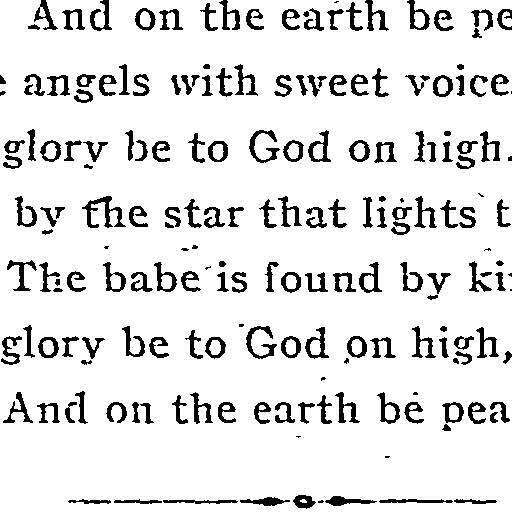 And on the earth be pe
e angels with sweet voice
glory be to God on high.
by the star that lights t
The babe is found by ki
glory be to God on high,
And on the earth be pea